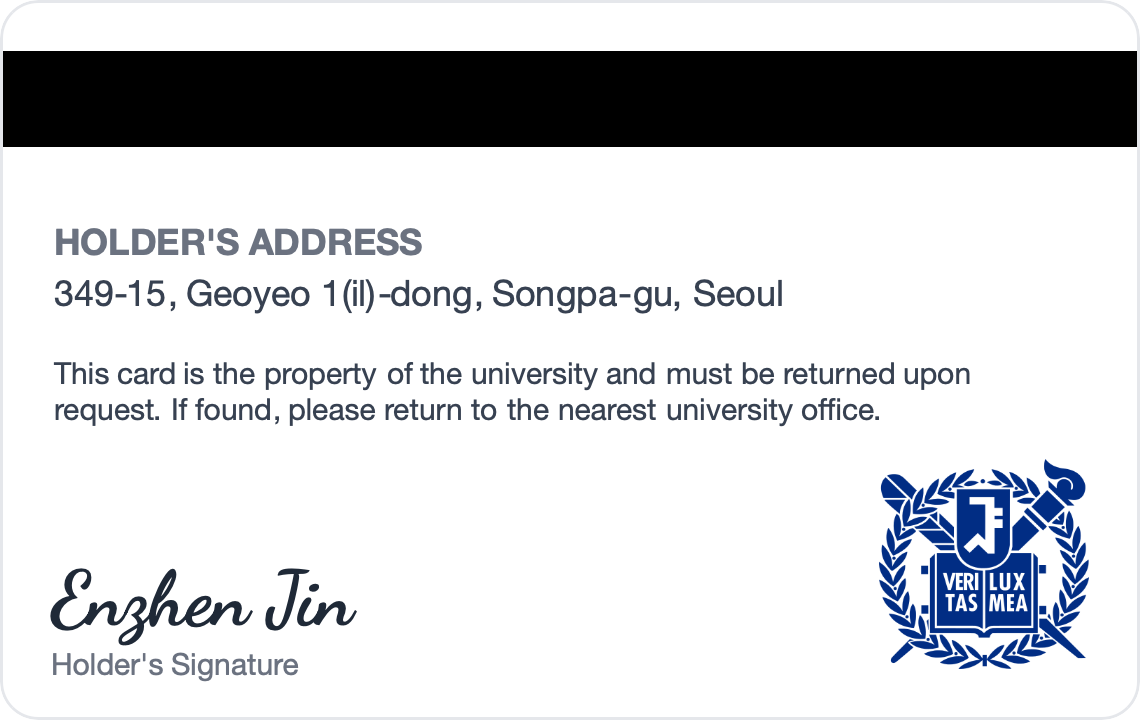 HOLDER'S ADDRESS
349-15, Geoyeo 1(il)-dong, Songpa-gu, Seoul
This card is the property of the university and must be returned upon
request. If found, please return to the nearest university office.
Enzhen Jin
Holder's Signature
VERI LUX
TAS MEA